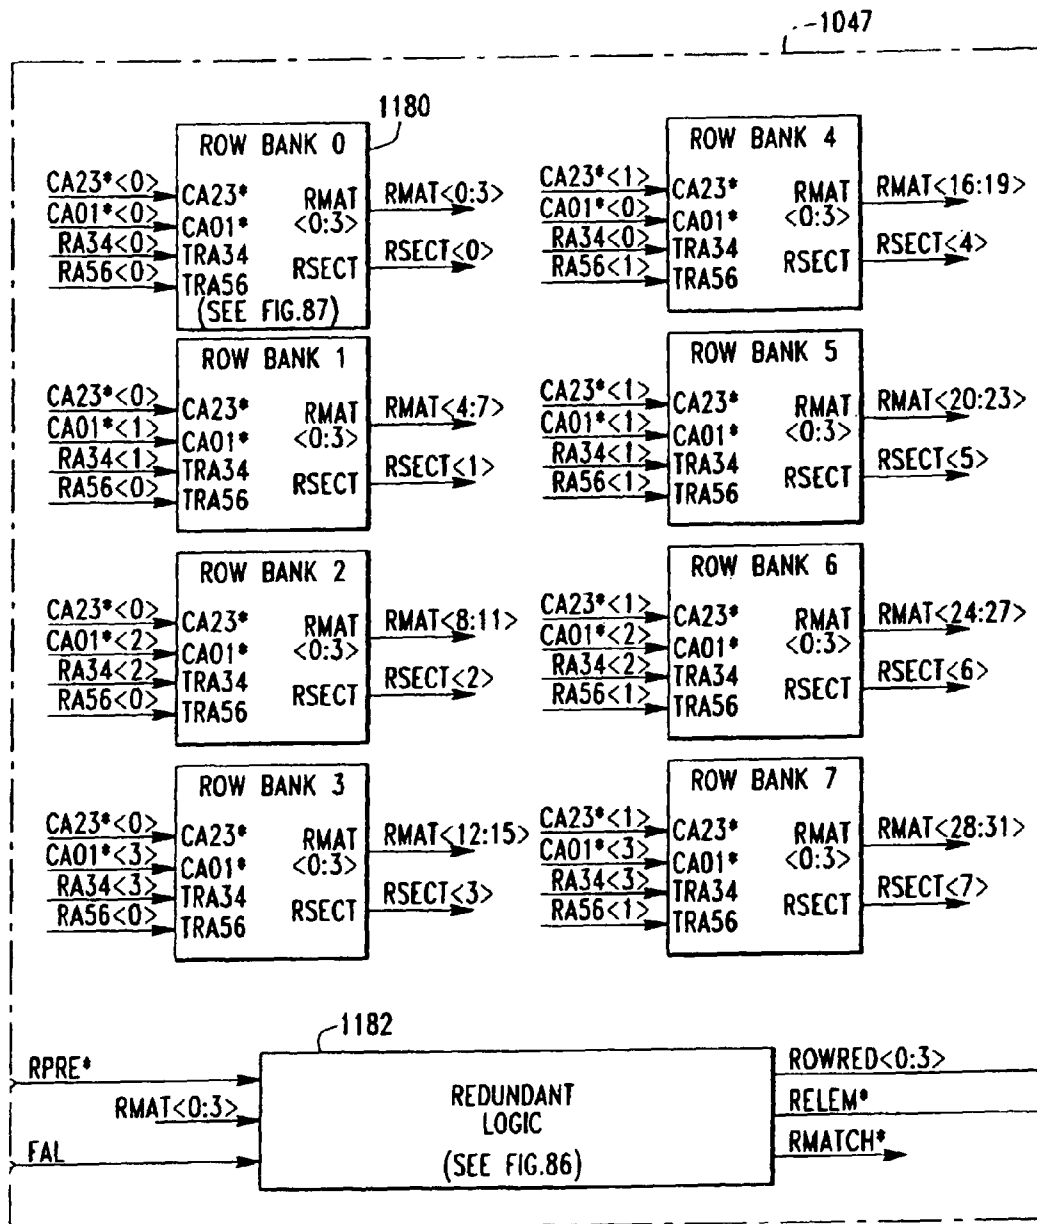 1047
1180
ROW BANK 0
CA23*<0>
CA01*<0>
RA34<0>
RA56<0>
CA23*
CA01*
TRA34
TRA56
RMAT
<0:3>
RSECT
(SEE FIG.87)
RMAT<0:3>
RSECT<0>
ROW BANK 4
CA23*<1>
CA01*<0>
RA34<0>
RA56<1>
CA23*
CA01*
TRA34
TRA56
RMAT
<0:3>
RSECT
RMAT<16:19>
RSECT<4>
ROW BANK 1
CA23*<0>
CA01*<1>
RA34<1>
RA56<0>
CA23*
CA01*
TRA34
TRA56
RMAT
<0:3>
RSECT
RMAT<4:7>
RSECT<1>
ROW BANK 5
CA23*<1>
CA01*<1>
RA34<1>
RA56<1>
CA23*
CA01*
TRA34
TRA56
RMAT
<0:3>
RSECT
RMAT<20:23>
RSECT<5>
ROW BANK 2
CA23*<0>
CA01*<2>
RA34<2>
RA56<0>
CA23*
CA01*
TRA34
TRA56
RMAT
<0:3>
RSECT
RMAT<8:11>
RSECT<2>
ROW BANK 6
CA23*<1>
CA01*<2>
RA34<2>
RA56<1>
CA23*
CA01*
TRA34
TRA56
RMAT
<0:3>
RSECT
RMAT<24:27>
RSECT<6>
ROW BANK 3
CA23*<0>
CA01*<3>
RA34<3>
RA56<0>
CA23*
CA01*
TRA34
TRA56
RMAT
<0:3>
RSECT
RMAT<12:15>
RSECT<3>
ROW BANK 7
CA23*<1>
CA01*<3>
RA34<3>
RA56<1>
CA23*
CA01*
TRA34
TRA56
RMAT
<0:3>
RSECT
RMAT<28:31>
RSECT<7>
1182
RPRE*
RMAT<0:3>
FAL
REDUNDANT
LOGIC
(SEE FIG.86)
ROWRED<0:3>
RELEM*
RMATCH*